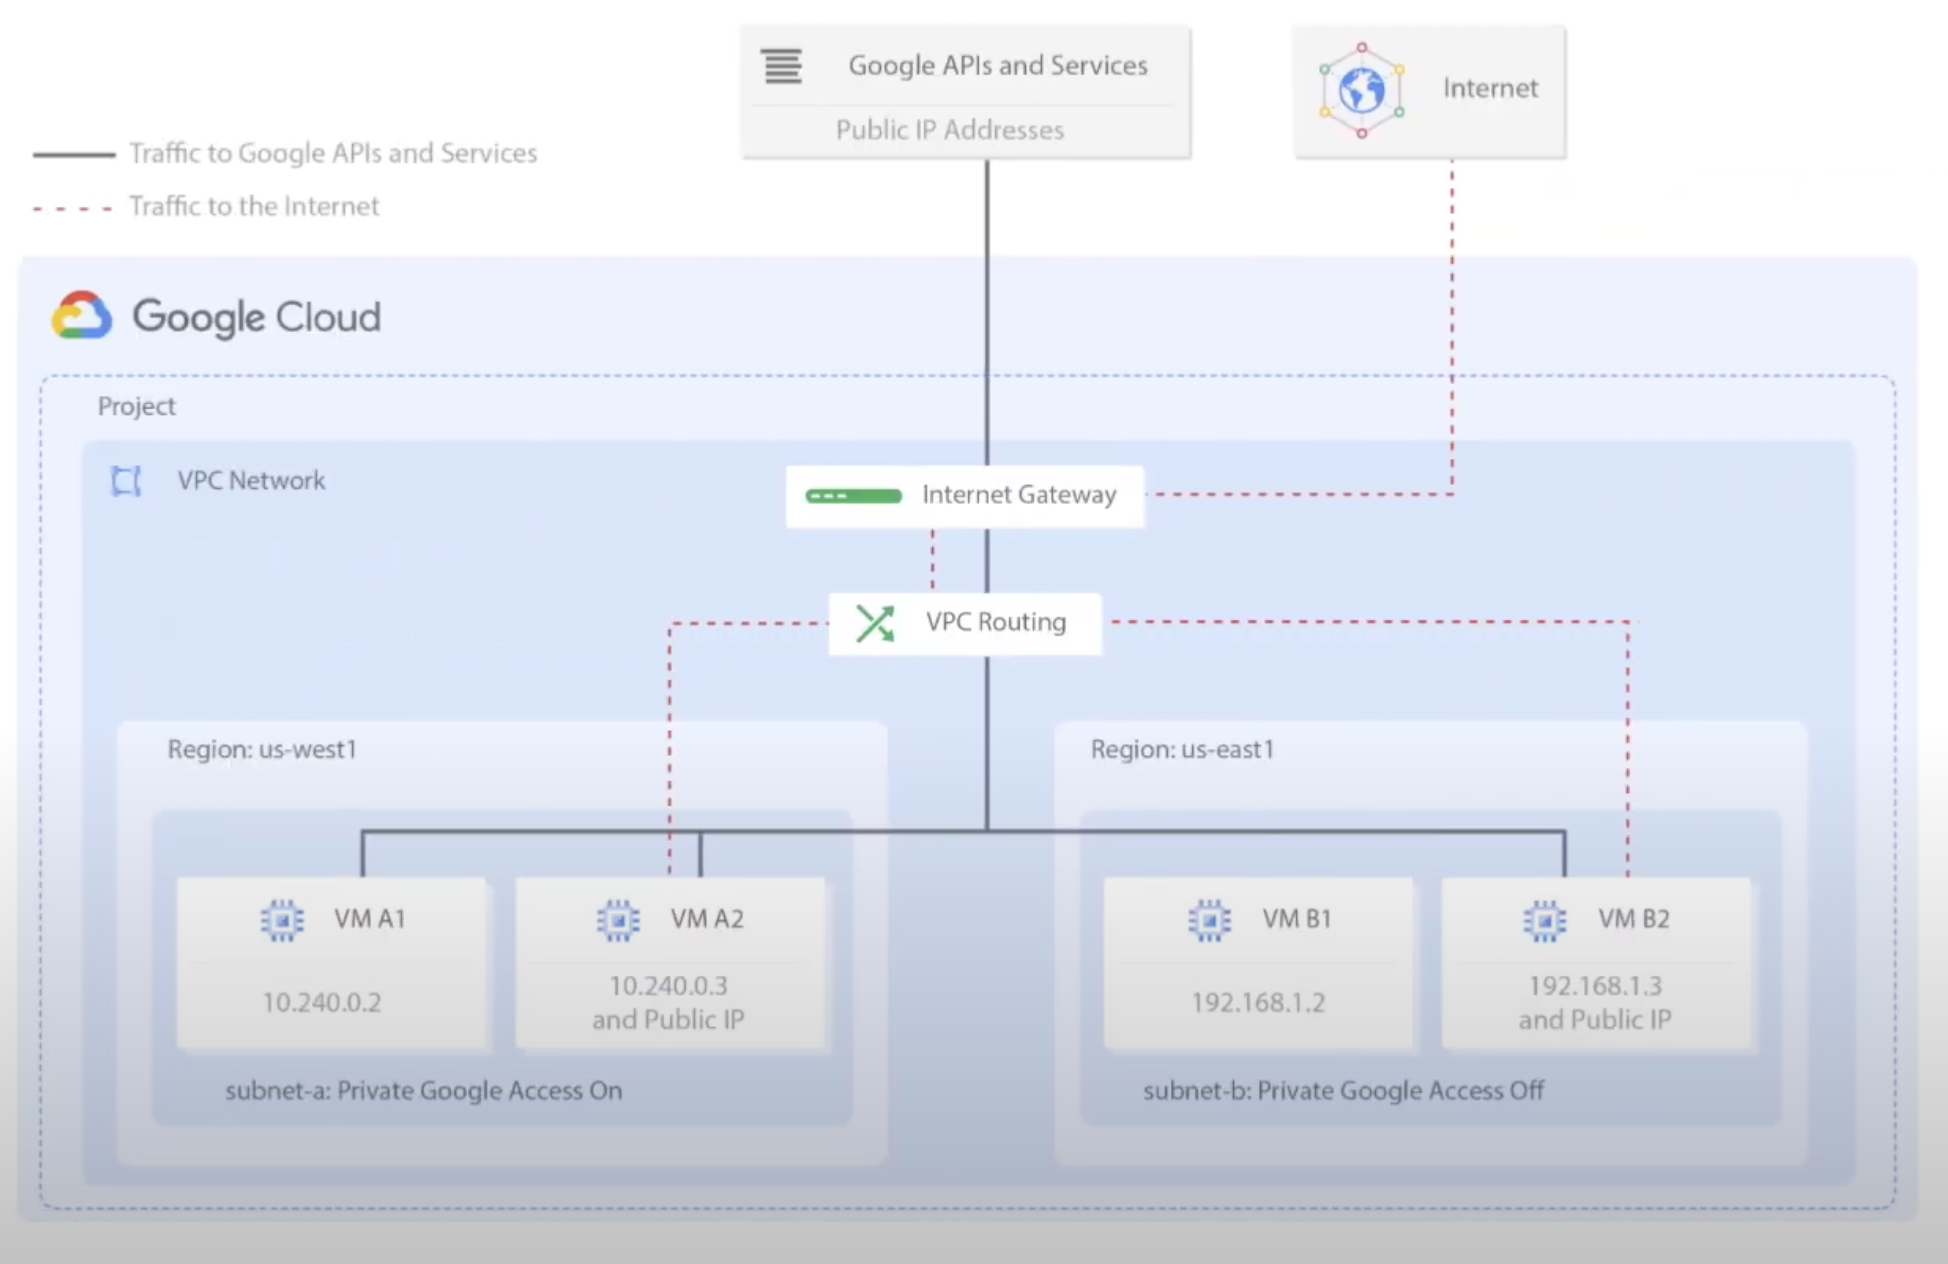 Google APIs and Services
Public IP Addresses
Internet
Traffic to Google APIs and Services
Traffic to the Internet
Google Cloud
Project
VPC Network
Internet Gateway
VPC Routing
Region: us-west1
Region: us-east1
VM A1
10.240.0.2
VM A2
10.240.0.3
and Public IP
VM B1
192.168.1.2
VM B2
192.168.1.3
and Public IP
subnet-a: Private Google Access On
subnet-b: Private Google Access Off